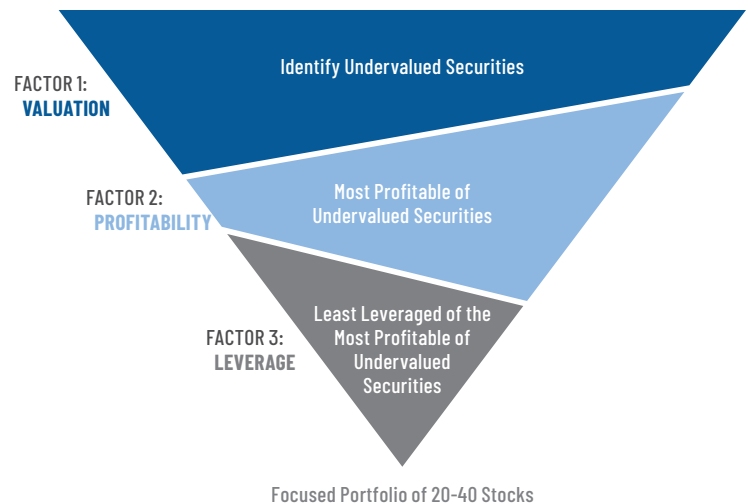 Identify Undervalued Securities
FACTOR 1:
VALUATION
Most Profitable of
Undervalued Securities
FACTOR 2:
PROFITABILITY
Least Leveraged of the
Most Profitable of
Undervalued
Securities
FACTOR 3:
LEVERAGE
Focused Portfolio of 20-40 Stocks